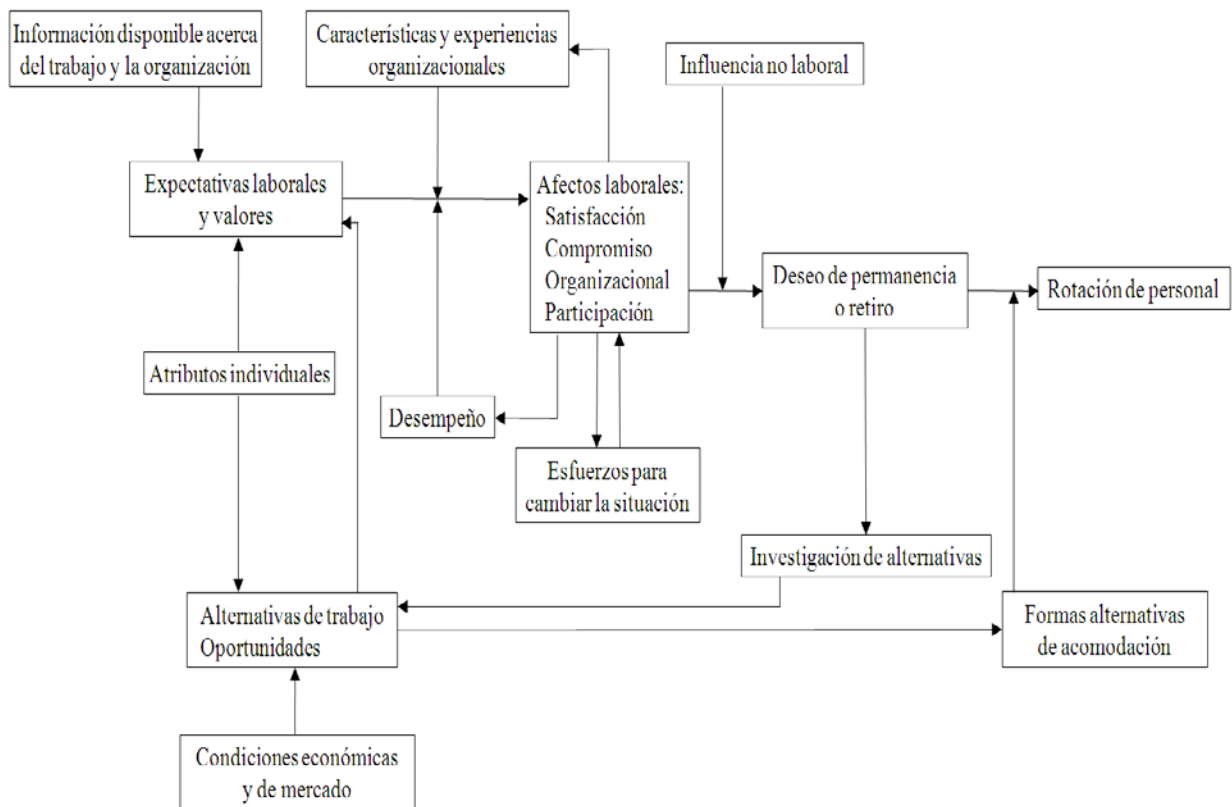 Información disponible acerca
del trabajo y la organización
Características y experiencias
organizacionales
Influencia no laboral
Expectativas laborales
y valores
Afectos laborales:
Satisfacción
Compromiso
Organizacional
Participación
Deseo de permanencia
o retiro
Rotación de personal
Atributos individuales
Desempeño
Esfuerzos para
cambiar la situación
Investigación de alternativas
Alternativas de trabajo
Oportunidades
Formas alternativas
de acomodación
Condiciones económicas
y de mercado